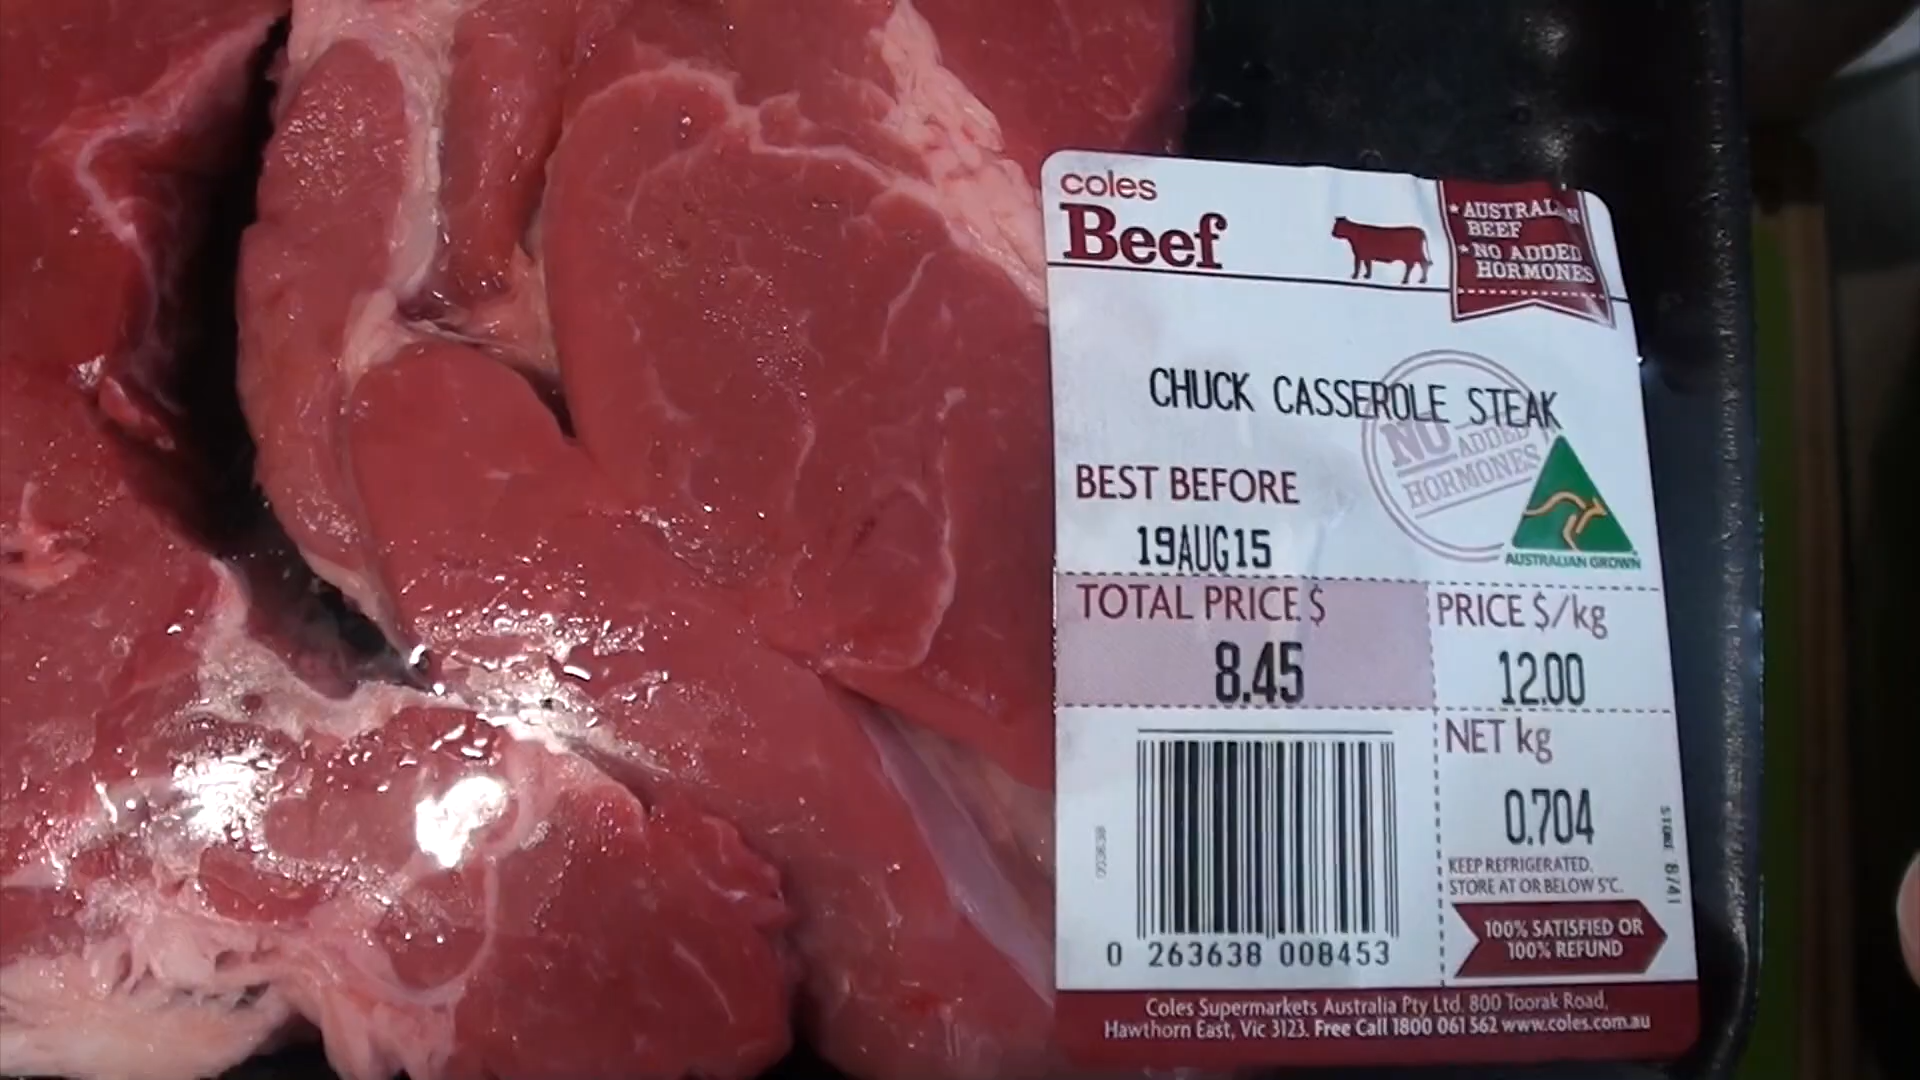 coles
Beef
* AUSTRALIAN
BEEF
* NO ADDED
HORMONES
CHUCK CASSEROLE STEAK
NO ADDED
HORMONES
BEST BEFORE
19AUG15
AUSTRALIAN GROWN
TOTAL PRICE $
8.45
PRICE $/kg
12.00
NET kg
0.704
KEEP REFRIGERATED.
STORE AT OR BELOW 5°C.
100% SATISFIED OR
100% REFUND
0 263638 008453
Coles Supermarkets Australia Pty Ltd. 800 Toorak Road,
Hawthorn East, Vic 3123. Free Call 1800 061 562 www.coles.com.au